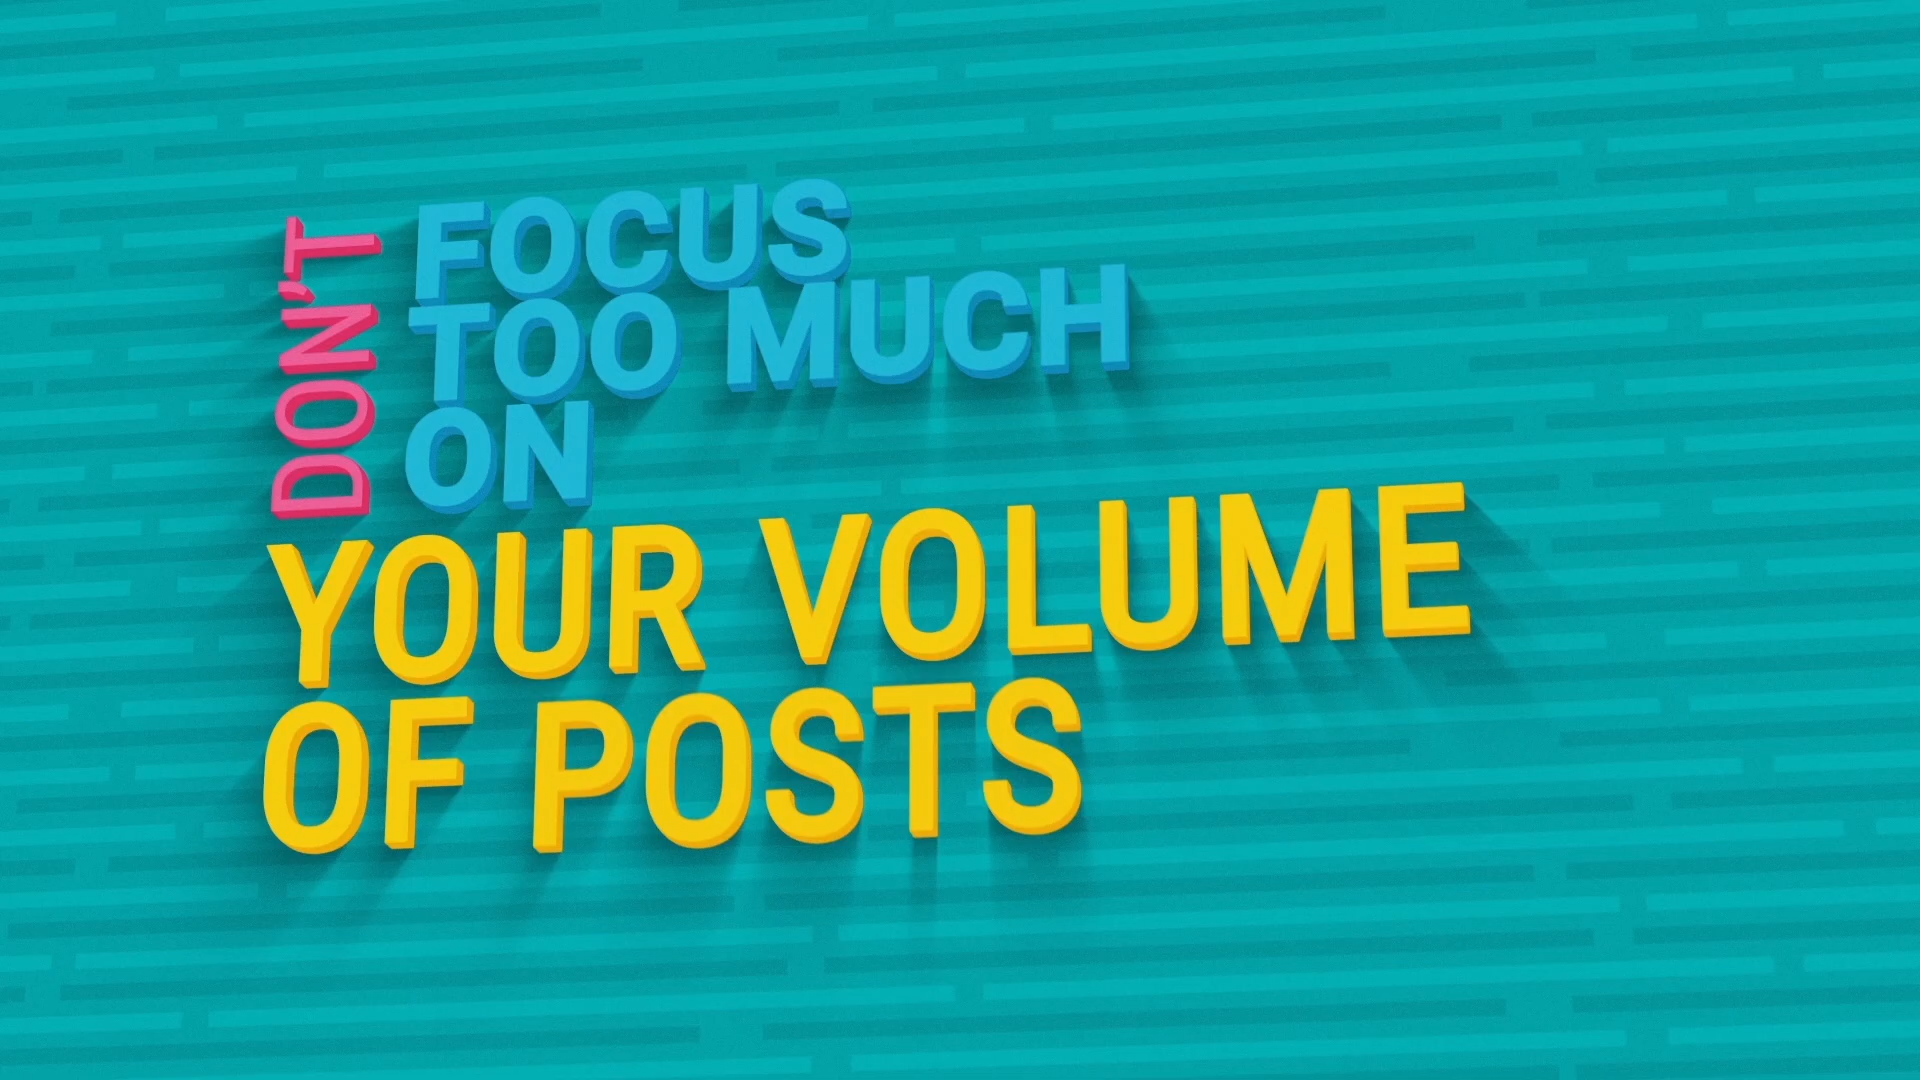 DON'T
FOCUS
TOO MUCH
ON
YOUR VOLUME
OF POSTS